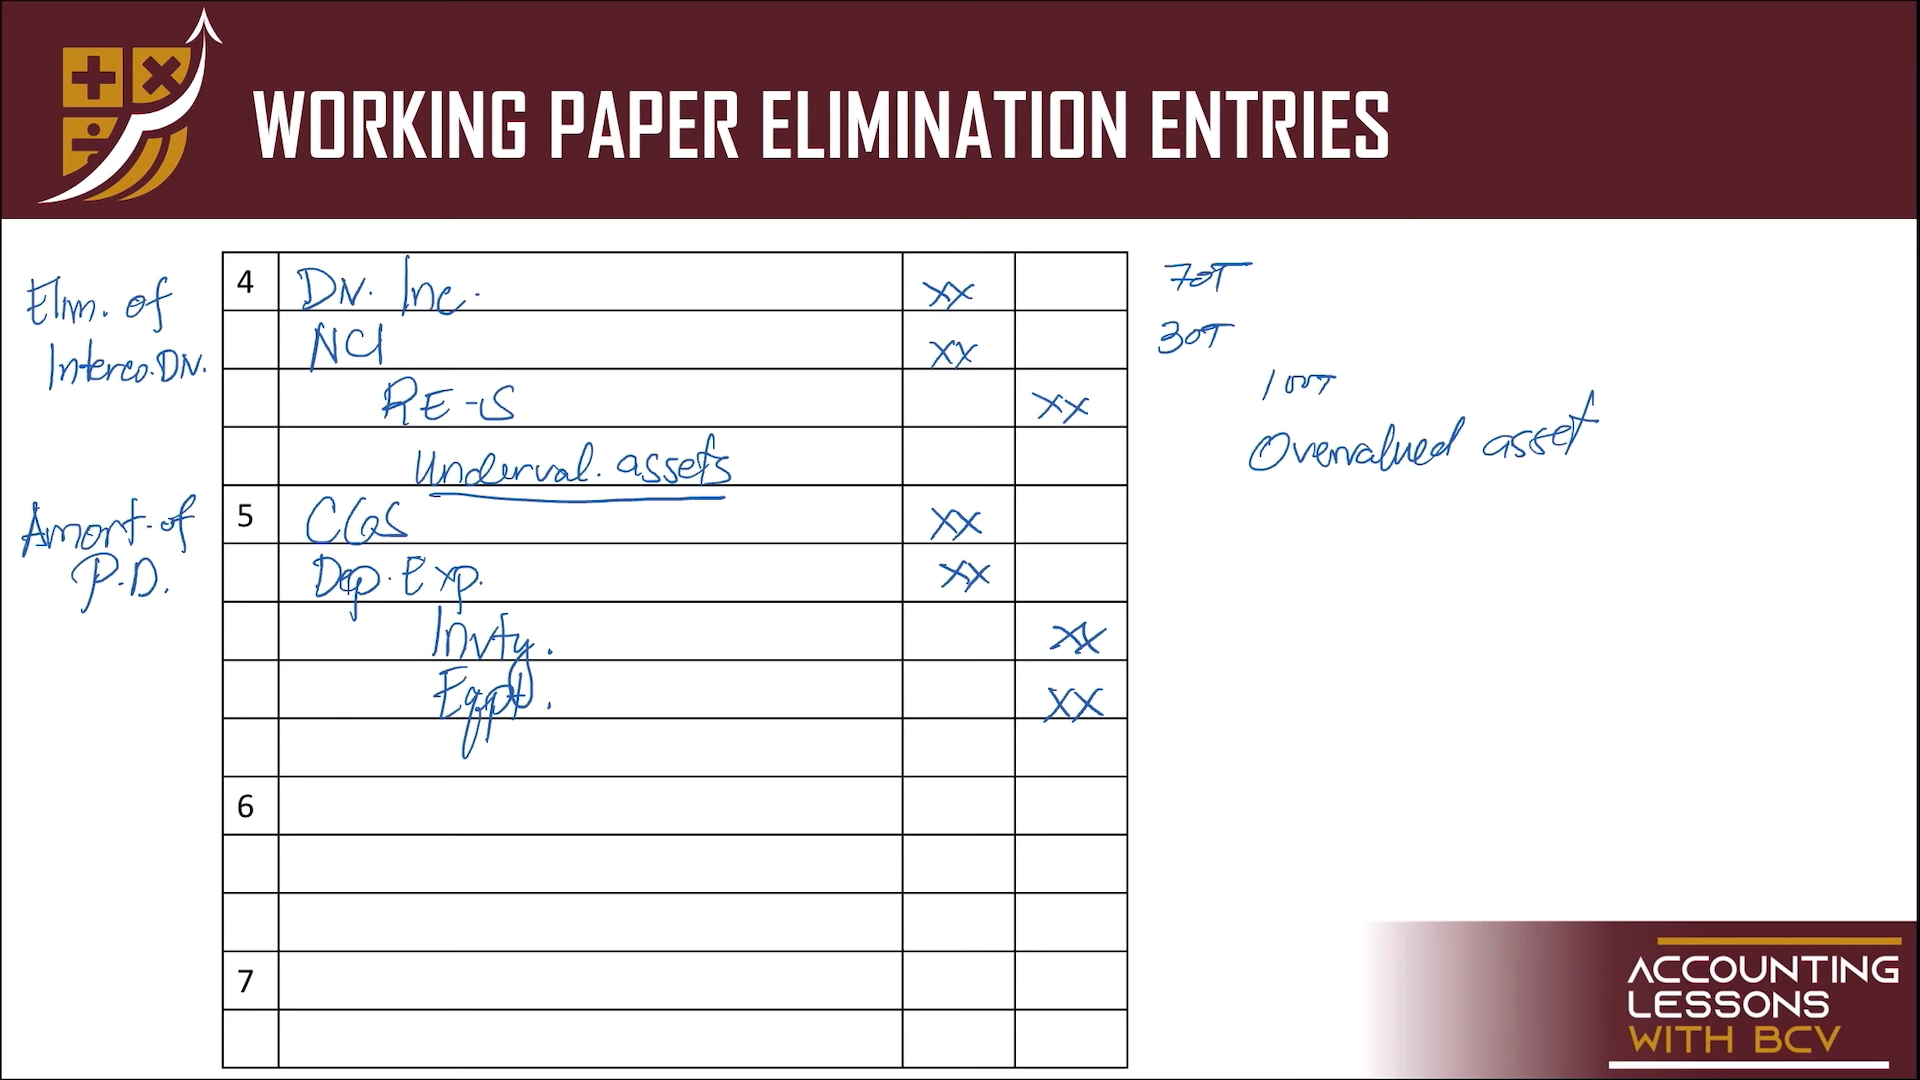 WORKING PAPER ELIMINATION ENTRIES
Elim. of
Interco. Div.
4 Div. Inc. xx 70T
NCI xx 30T
RE-S xx 100T
Underval. assets
Overvalued asset
Amort. of
P.D.
5 CGS xx
Dep. Exp. xx
Invty. xx
Eqpt. xx
6
7
ACCOUNTING
LESSONS
WITH BCV